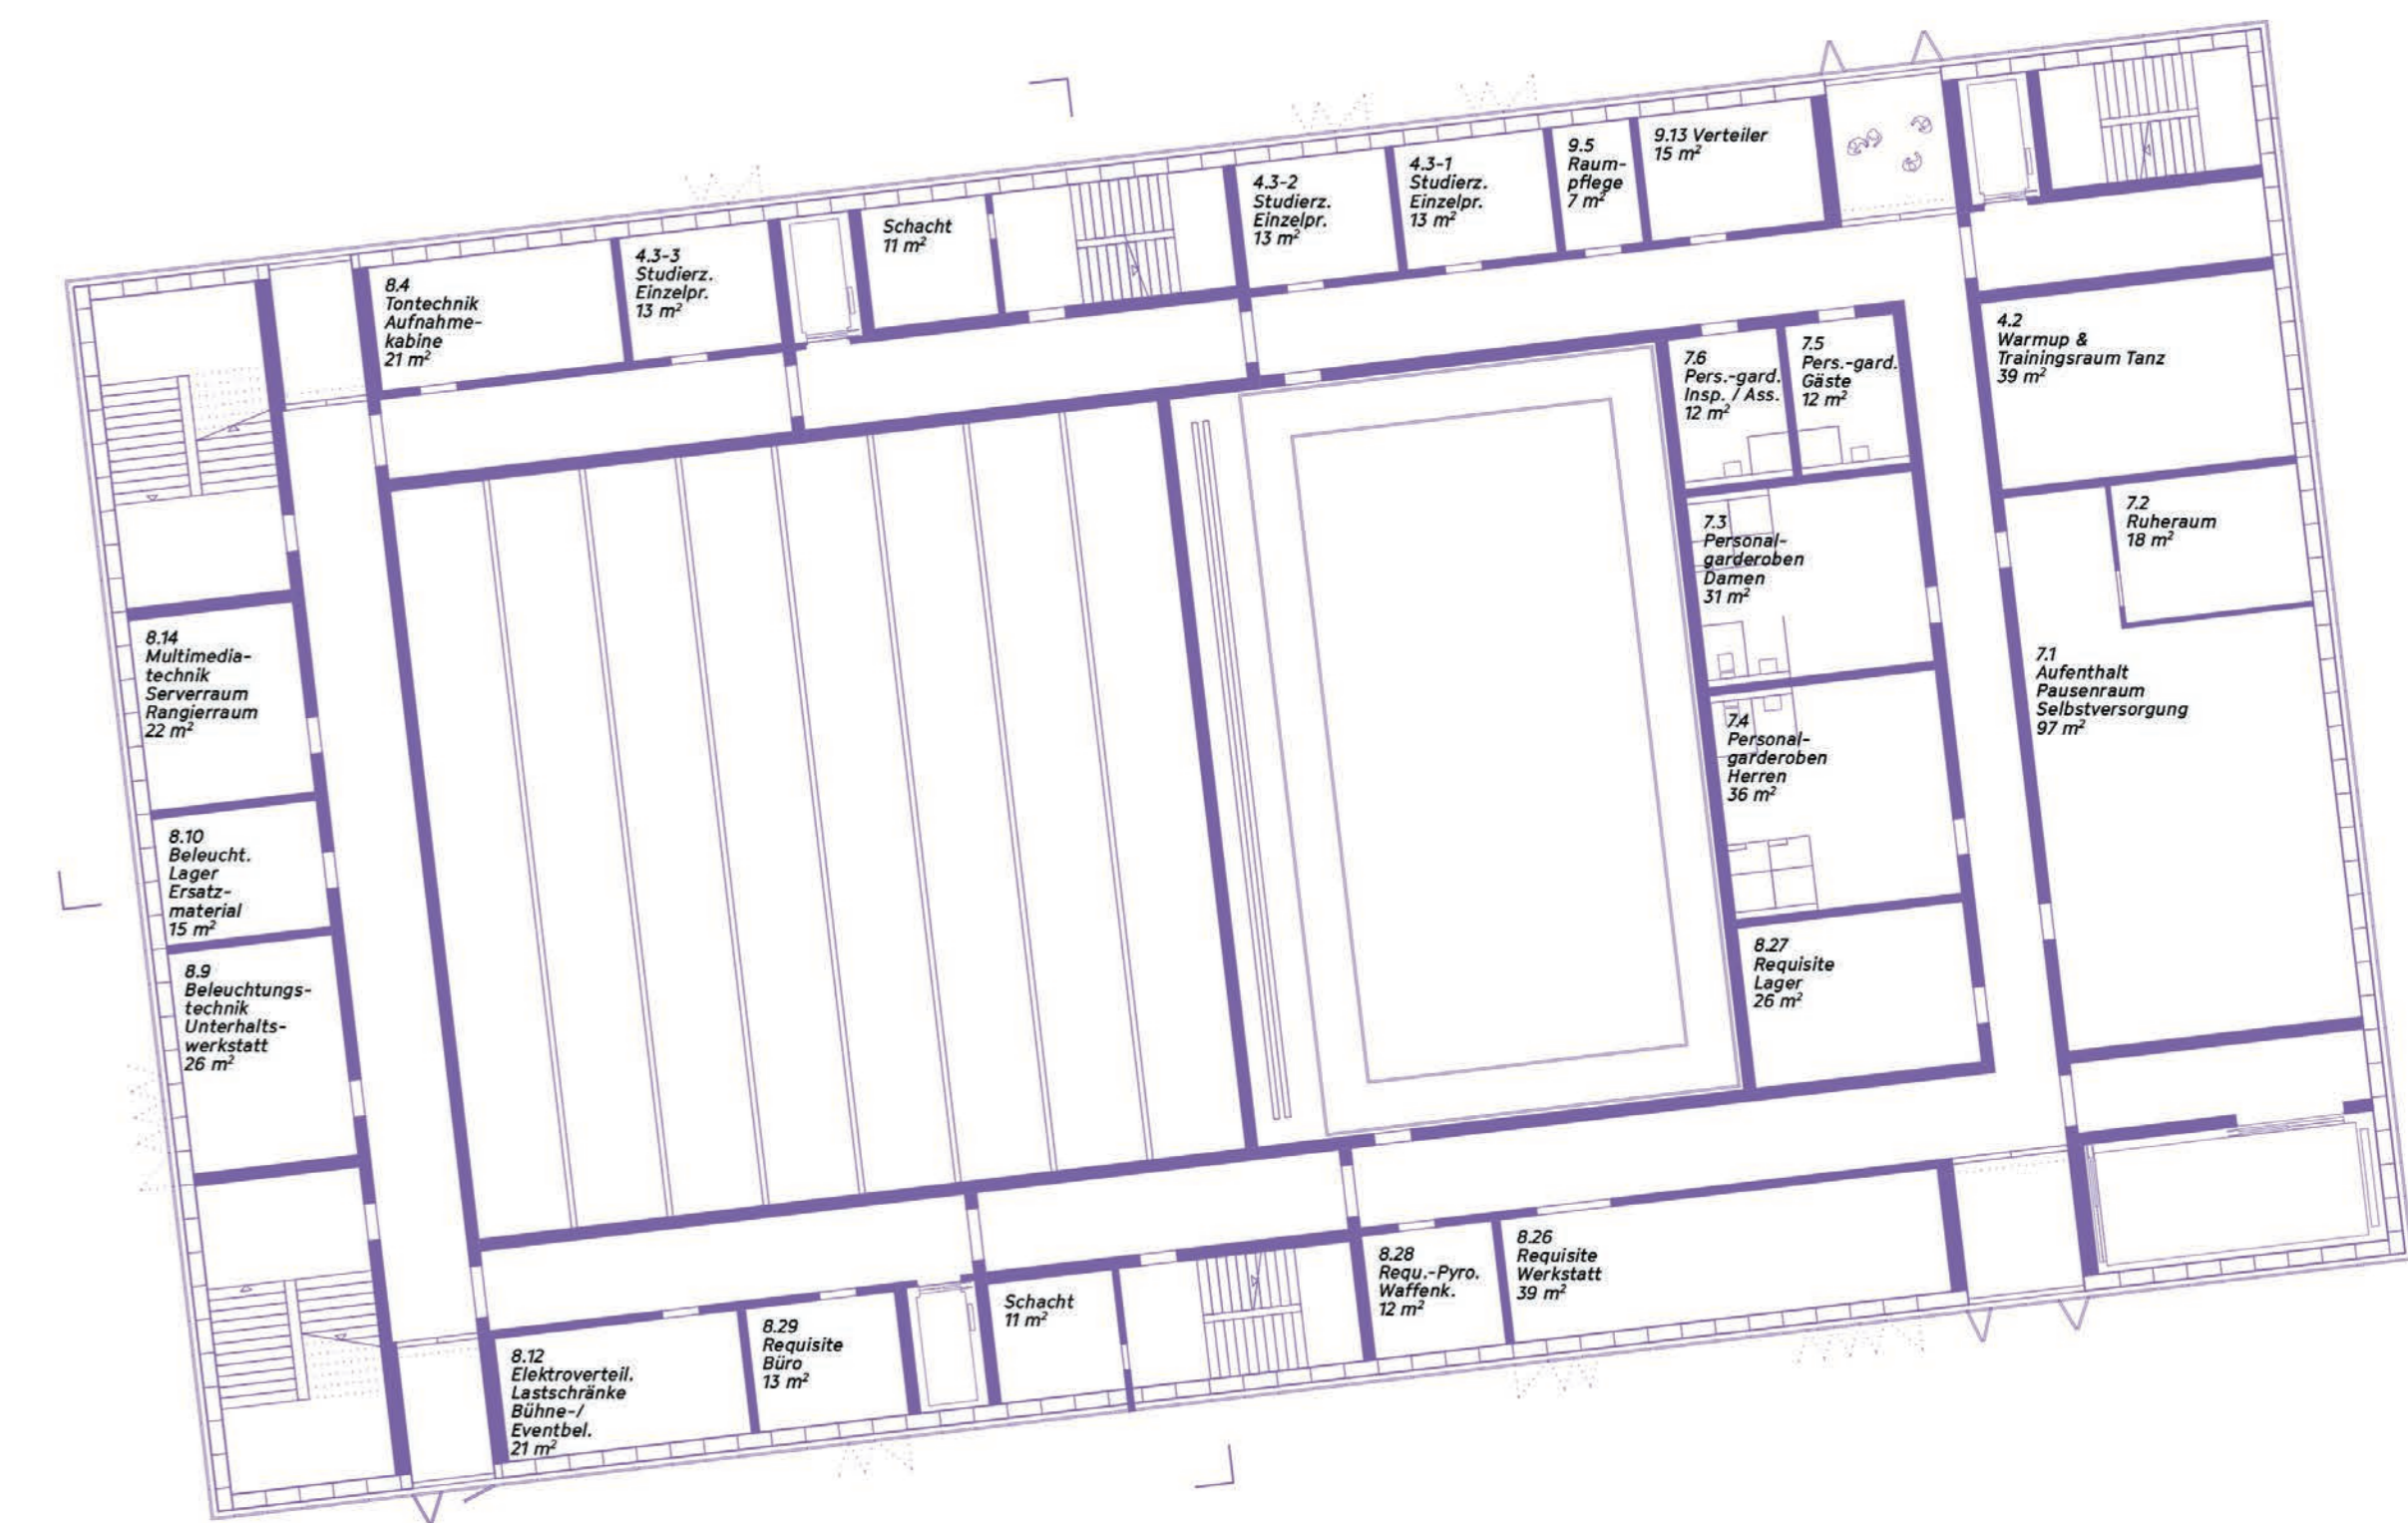 8.4
Tontechnik
Aufnahme-
kabine
21 m²
4.3-3
Studierz.
Einzelpr.
13 m²
Schacht
11 m²
4.3-2
Studierz.
Einzelpr.
13 m²
4.3-1
Studierz.
Einzelpr.
13 m²
9.5
Raum-
pflege
7 m²
9.13 Verteiler
15 m²
7.6
Pers.-gard.
Insp. / Ass.
12 m²
7.5
Pers.-gard.
Gäste
12 m²
4.2
Warmup &
Trainingsraum Tanz
39 m²
7.3
Personal-
garderoben
Damen
31 m²
7.2
Ruheraum
18 m²
8.14
Multimedia-
technik
Serverraum
Rangierraum
22 m²
7.4
Personal-
garderoben
Herren
36 m²
7.1
Aufenthalt
Pausenraum
Selbstversorgung
97 m²
8.10
Beleucht.
Lager
Ersatz-
material
15 m²
8.9
Beleuchtungs-
technik
Unterhalts-
werkstatt
26 m²
8.27
Requisite
Lager
26 m²
8.12
Elektroverteil.
Lastschränke
Bühne-/
Eventbel.
21 m²
8.29
Requisite
Büro
13 m²
Schacht
11 m²
8.28
Requ.-Pyro.
Waffenk.
12 m²
8.26
Requisite
Werkstatt
39 m²